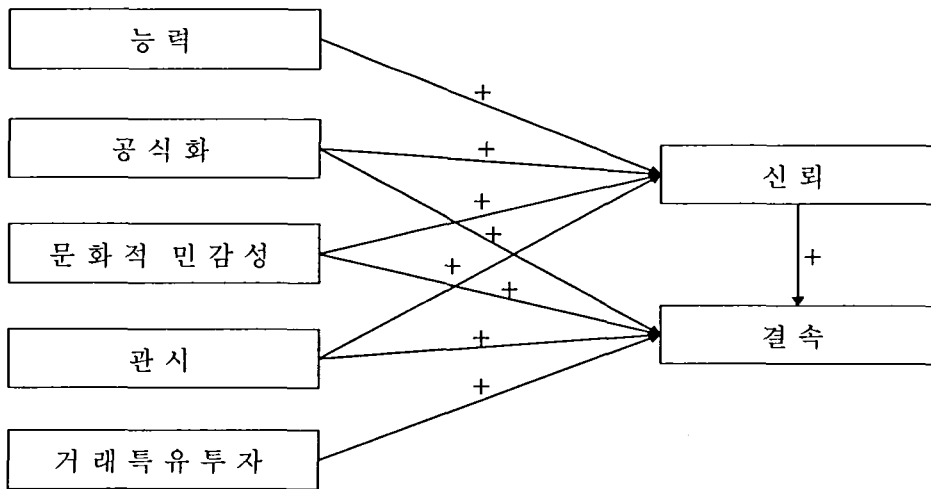 능 력
공 식 화
문 화 적 민 감 성
관 시
거 래 특 유 투 자
신 뢰
결 속
+
+
+
+
+
+
+
+
+